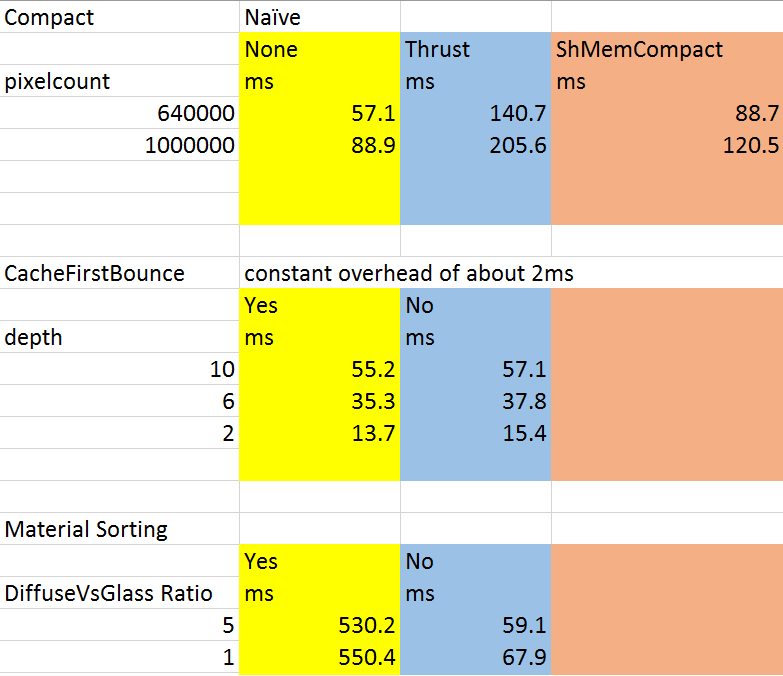 Compact Naïve
None Thrust ShMemCompact
pixelcount ms ms ms
640000 57.1 140.7 88.7
1000000 88.9 205.6 120.5
CacheFirstBounce constant overhead of about 2ms
Yes No
depth ms ms
10 55.2 57.1
6 35.3 37.8
2 13.7 15.4
Material Sorting
Yes No
DiffuseVsGlass Ratio ms ms
5 530.2 59.1
1 550.4 67.9